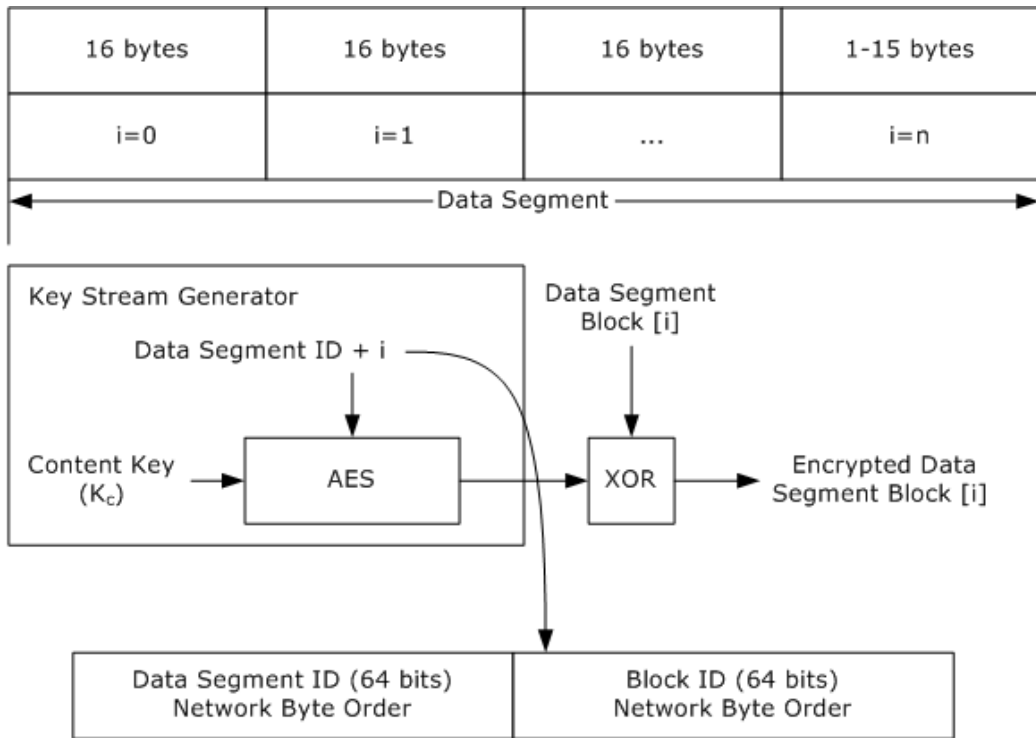 16 bytes
16 bytes
16 bytes
1-15 bytes
i=0
i=1
...
i=n
Data Segment
Key Stream Generator
Data Segment ID + i
Data Segment
Block [i]
Content Key
(Kc)
AES
XOR
Encrypted Data
Segment Block [i]
Data Segment ID (64 bits)
Network Byte Order
Block ID (64 bits)
Network Byte Order